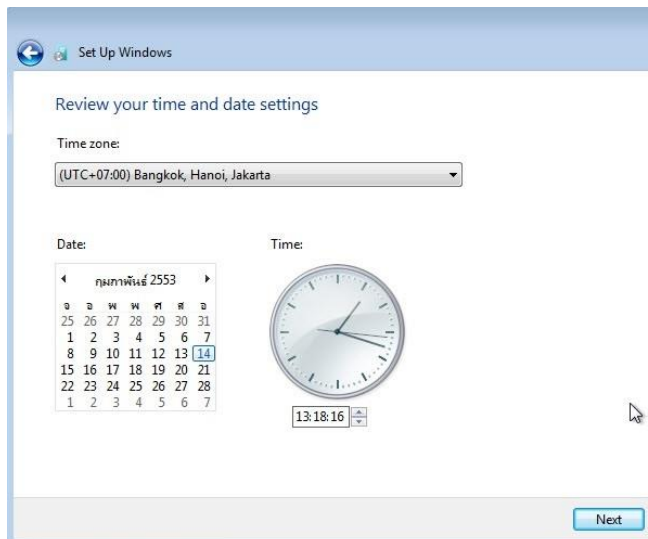 Set Up Windows
Review your time and date settings
Time zone:
(UTC+07:00) Bangkok, Hanoi, Jakarta
Date:
Time:
กุมภาพันธ์ 2553
จ อ พ พ ศ ส อ
25 26 27 28 29 30 31
1 2 3 4 5 6 7
8 9 10 11 12 13 14
15 16 17 18 19 20 21
22 23 24 25 26 27 28
1 2 3 4 5 6 7
13:18:16
Next